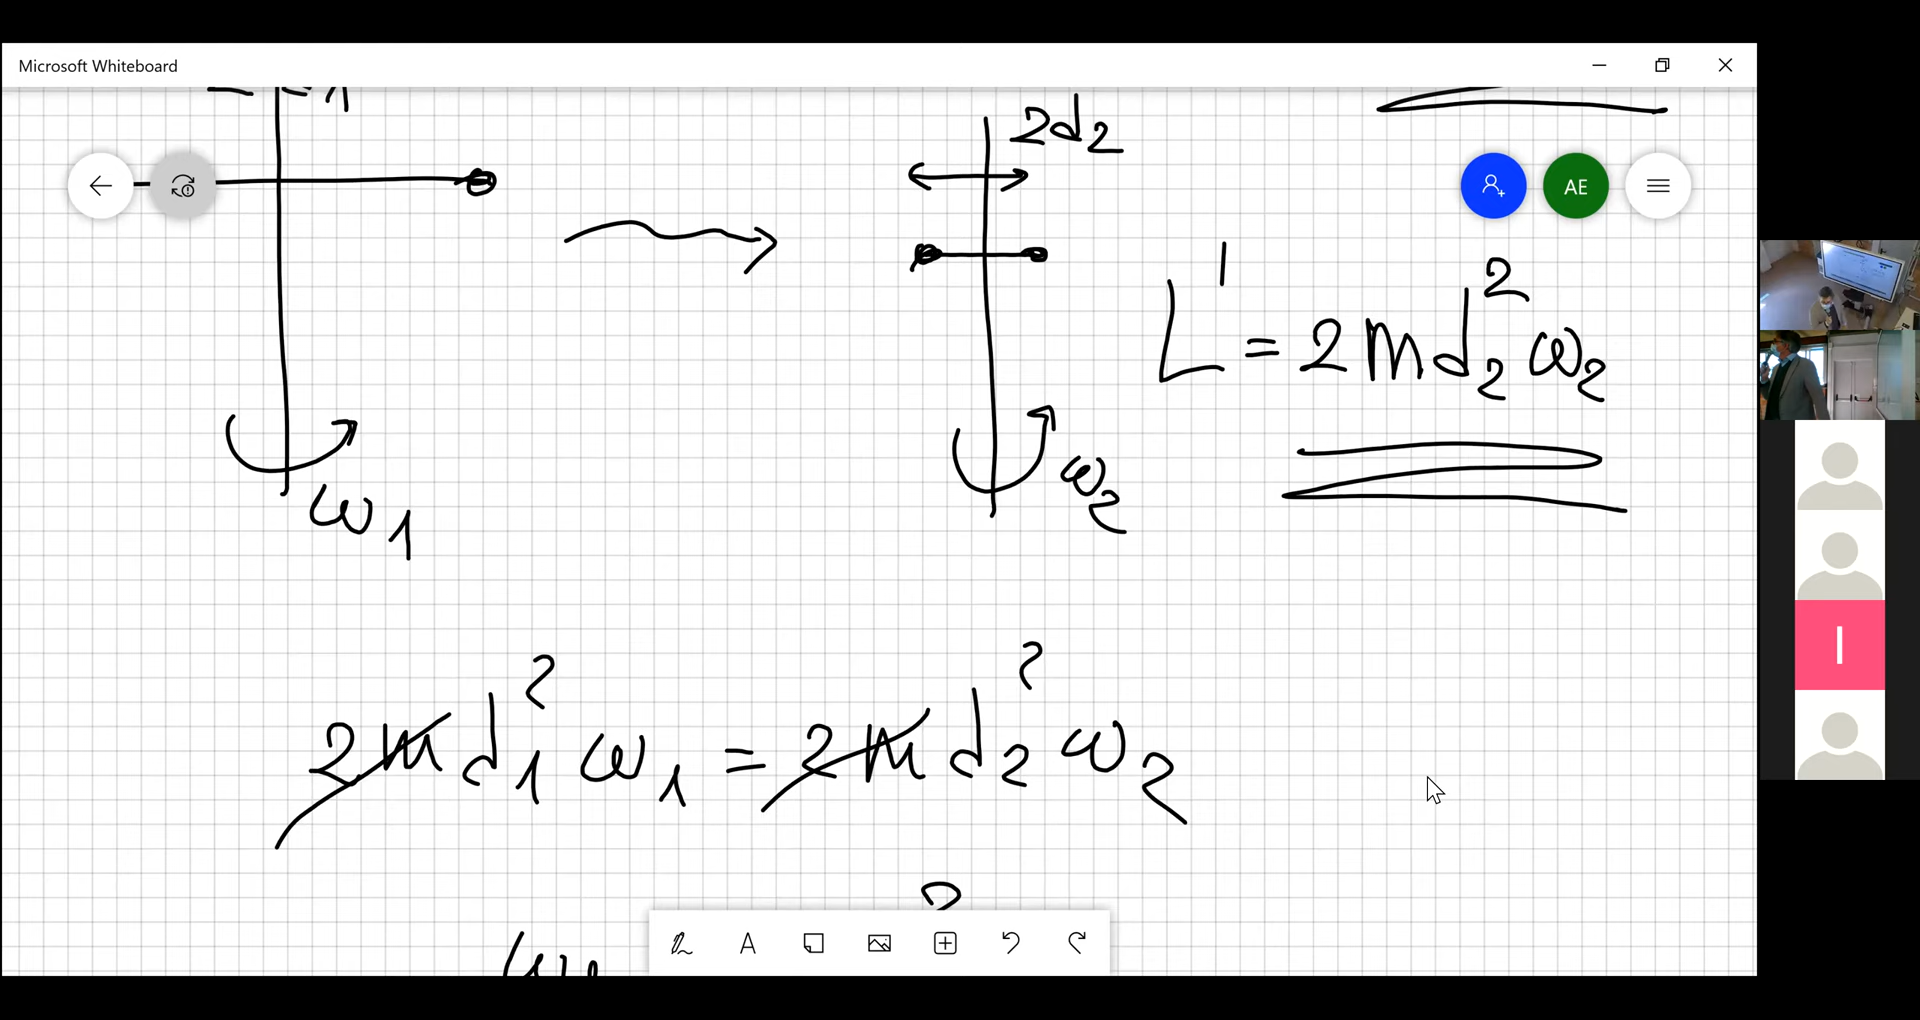 Microsoft Whiteboard
2d₂
AE
L' = 2md₂²ω₂
ω₁
ω₂
2md₁²ω₁ = 2md₂²ω₂
I